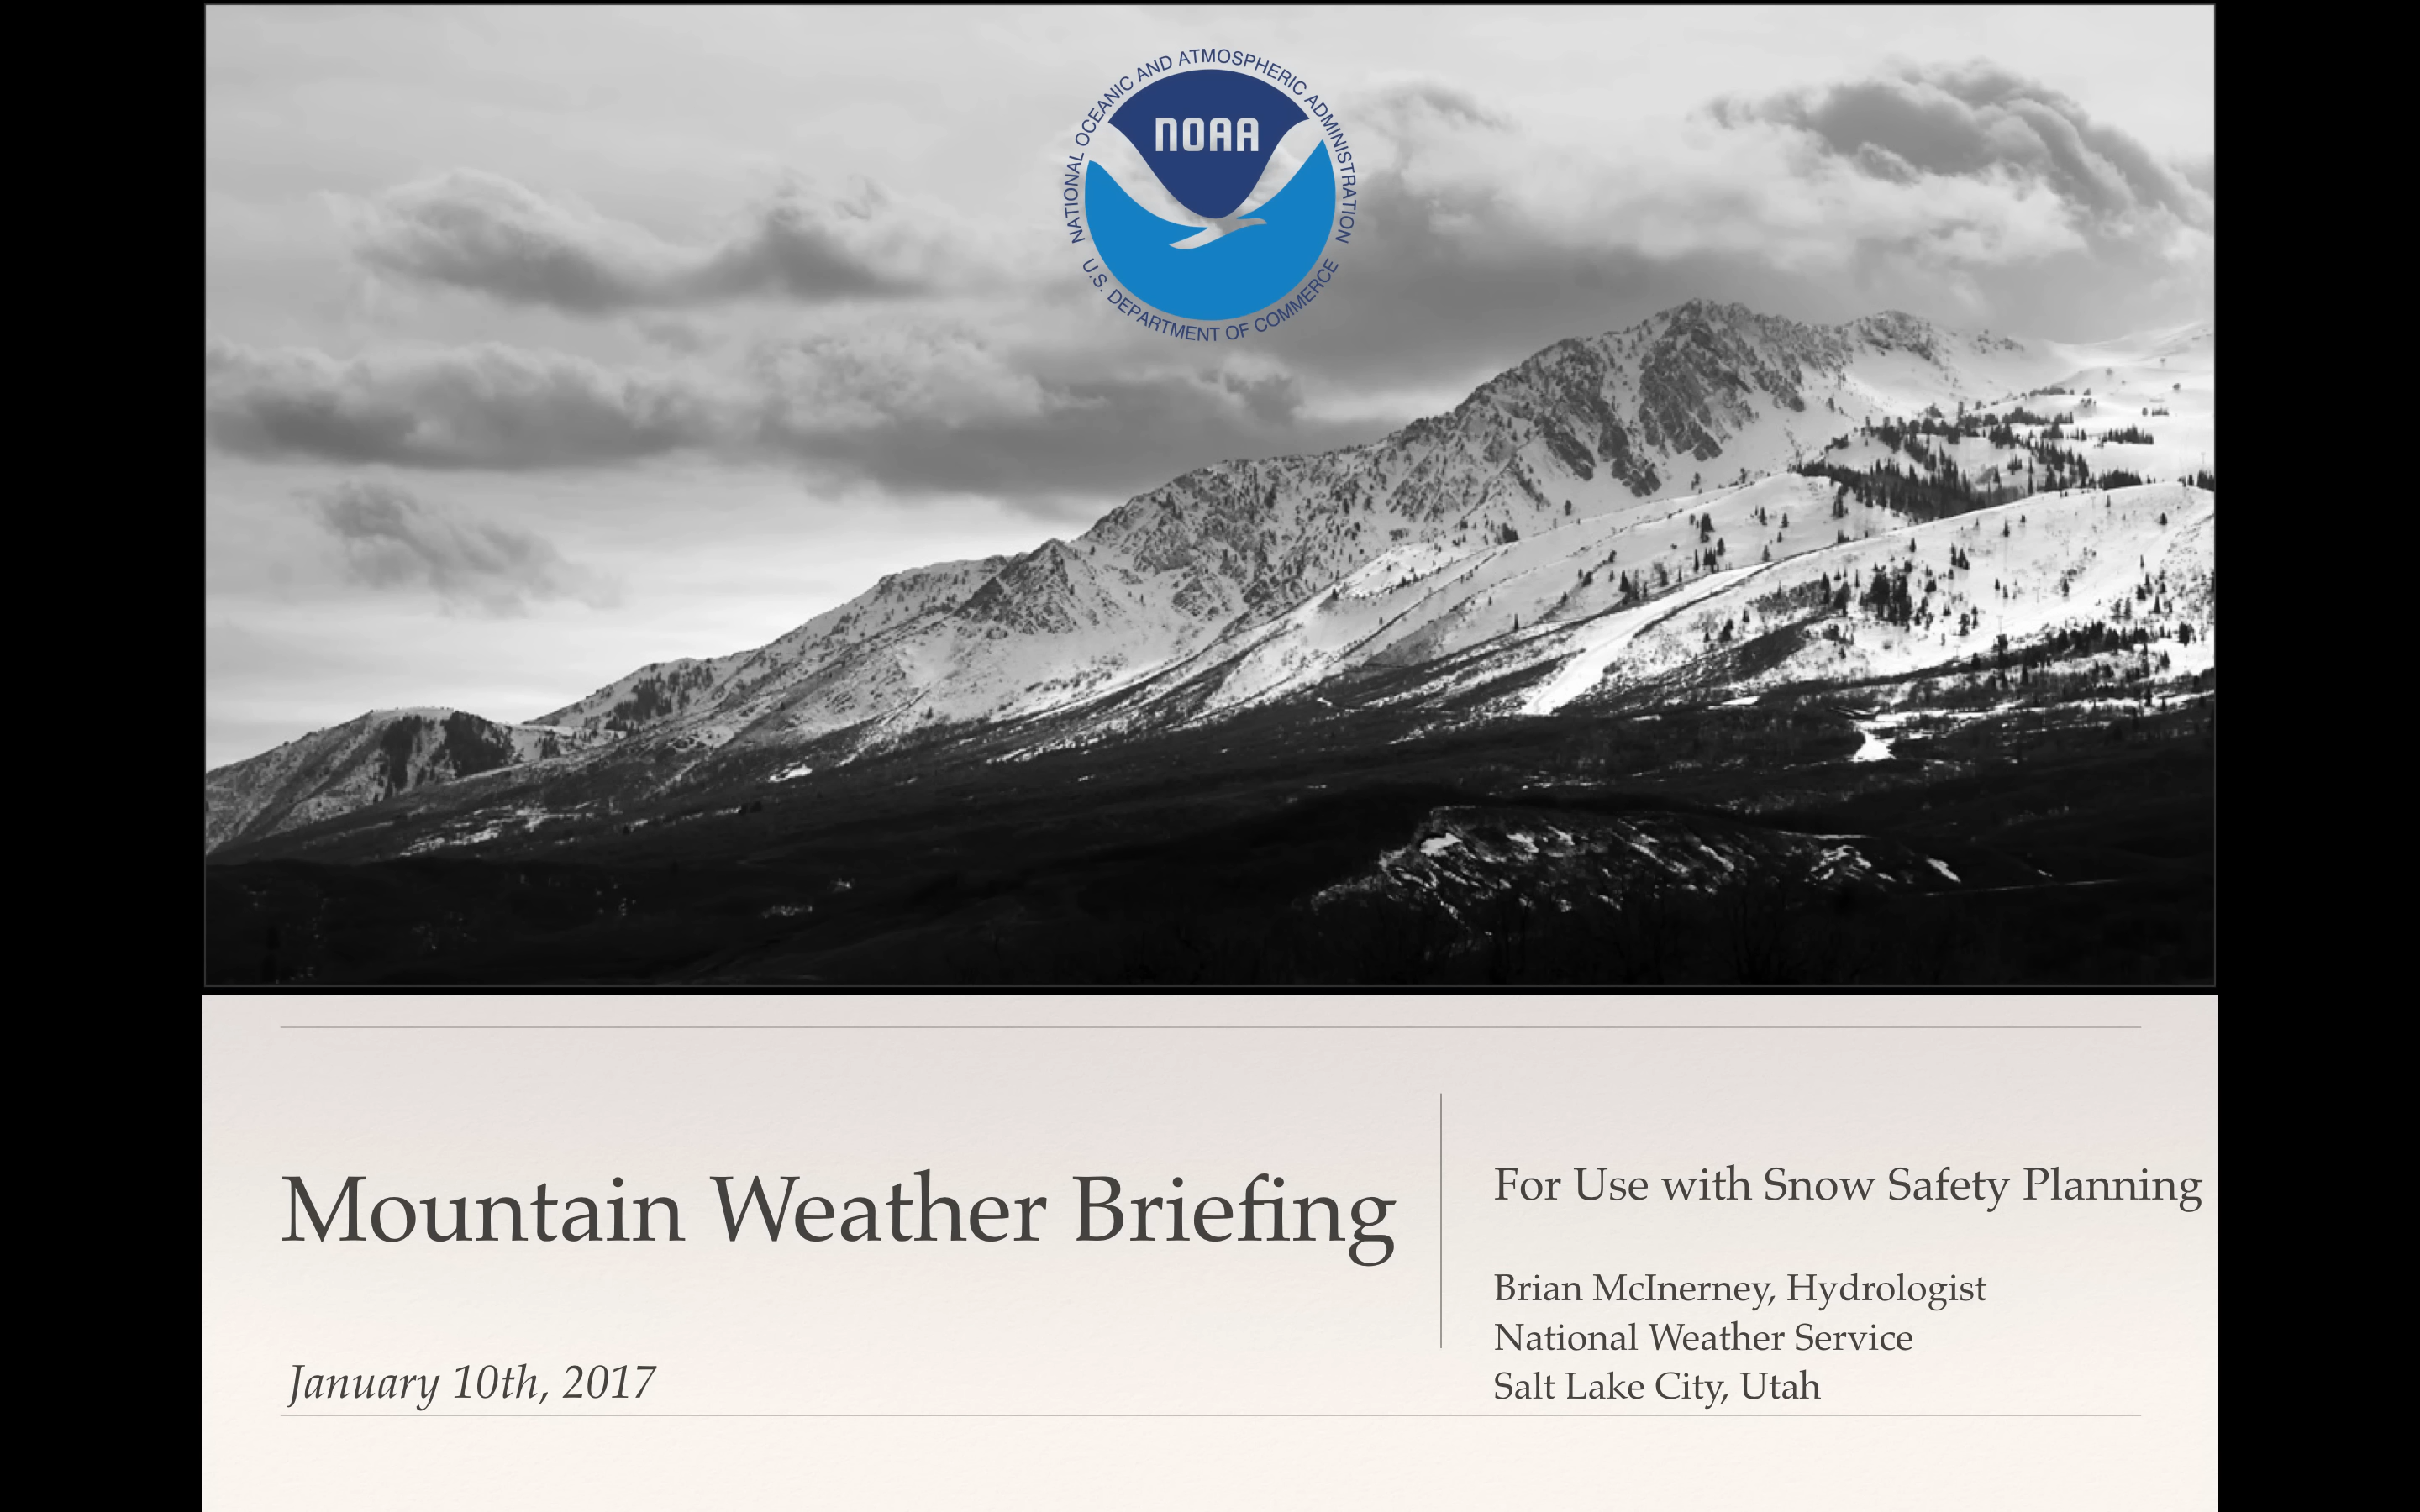 NATIONAL OCEANIC AND ATMOSPHERIC ADMINISTRATION
NOAA
U.S. DEPARTMENT OF COMMERCE
Mountain Weather Briefing
January 10th, 2017
For Use with Snow Safety Planning
Brian McInerney, Hydrologist
National Weather Service
Salt Lake City, Utah